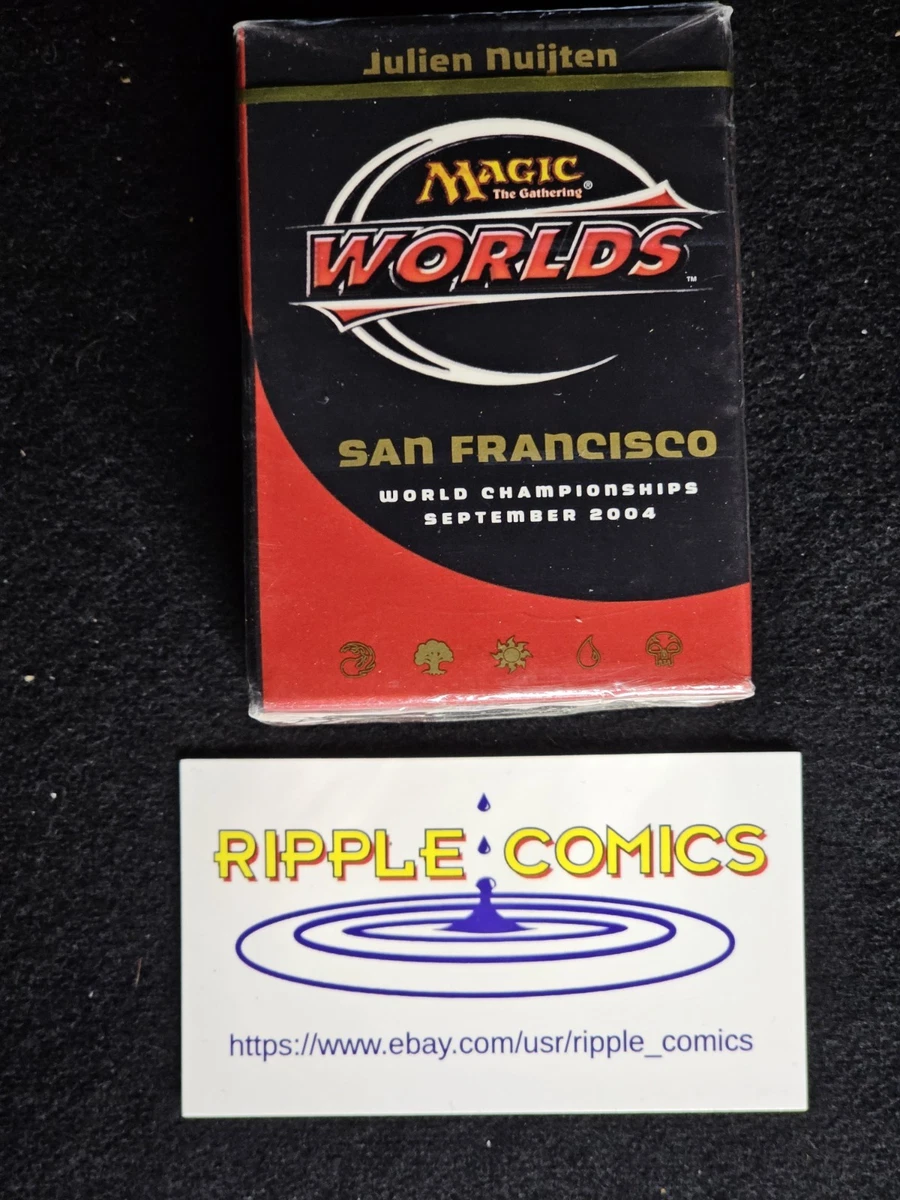 Julien Nuijten
MAGIC
The Gathering®
WORLDS™
SAN FRANCISCO
WORLD CHAMPIONSHIPS
SEPTEMBER 2004
RIPPLE COMICS
https://www.ebay.com/usr/ripple_comics